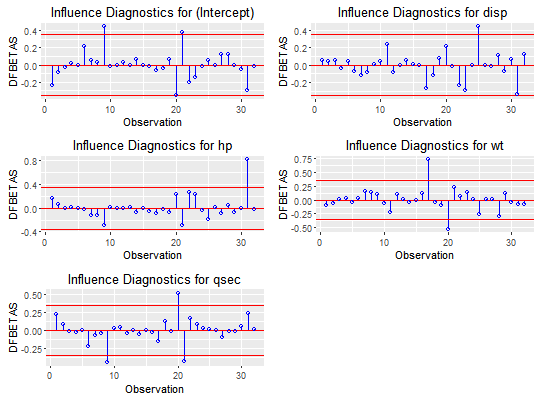 Influence Diagnostics for (Intercept)
DFBETAS
0.4
0.2
0.0
-0.2
0
10
20
30
Observation
Influence Diagnostics for disp
DFBETAS
0.4
0.2
0.0
-0.2
0
10
20
30
Observation
Influence Diagnostics for hp
DFBETAS
0.8
0.4
0.0
-0.4
0
10
20
30
Observation
Influence Diagnostics for wt
DFBETAS
0.75
0.50
0.25
0.00
-0.25
-0.50
0
10
20
30
Observation
Influence Diagnostics for qsec
DFBETAS
0.50
0.25
0.00
-0.25
0
10
20
30
Observation